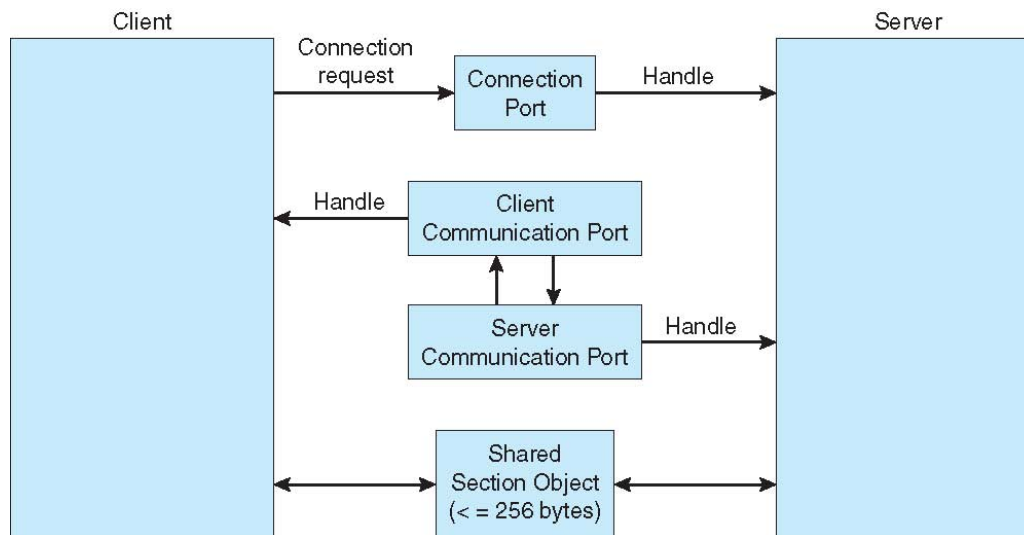 Client
Server
Connection
request
Connection
Port
Handle
Handle
Client
Communication Port
Server
Communication Port
Handle
Shared
Section Object
(< = 256 bytes)